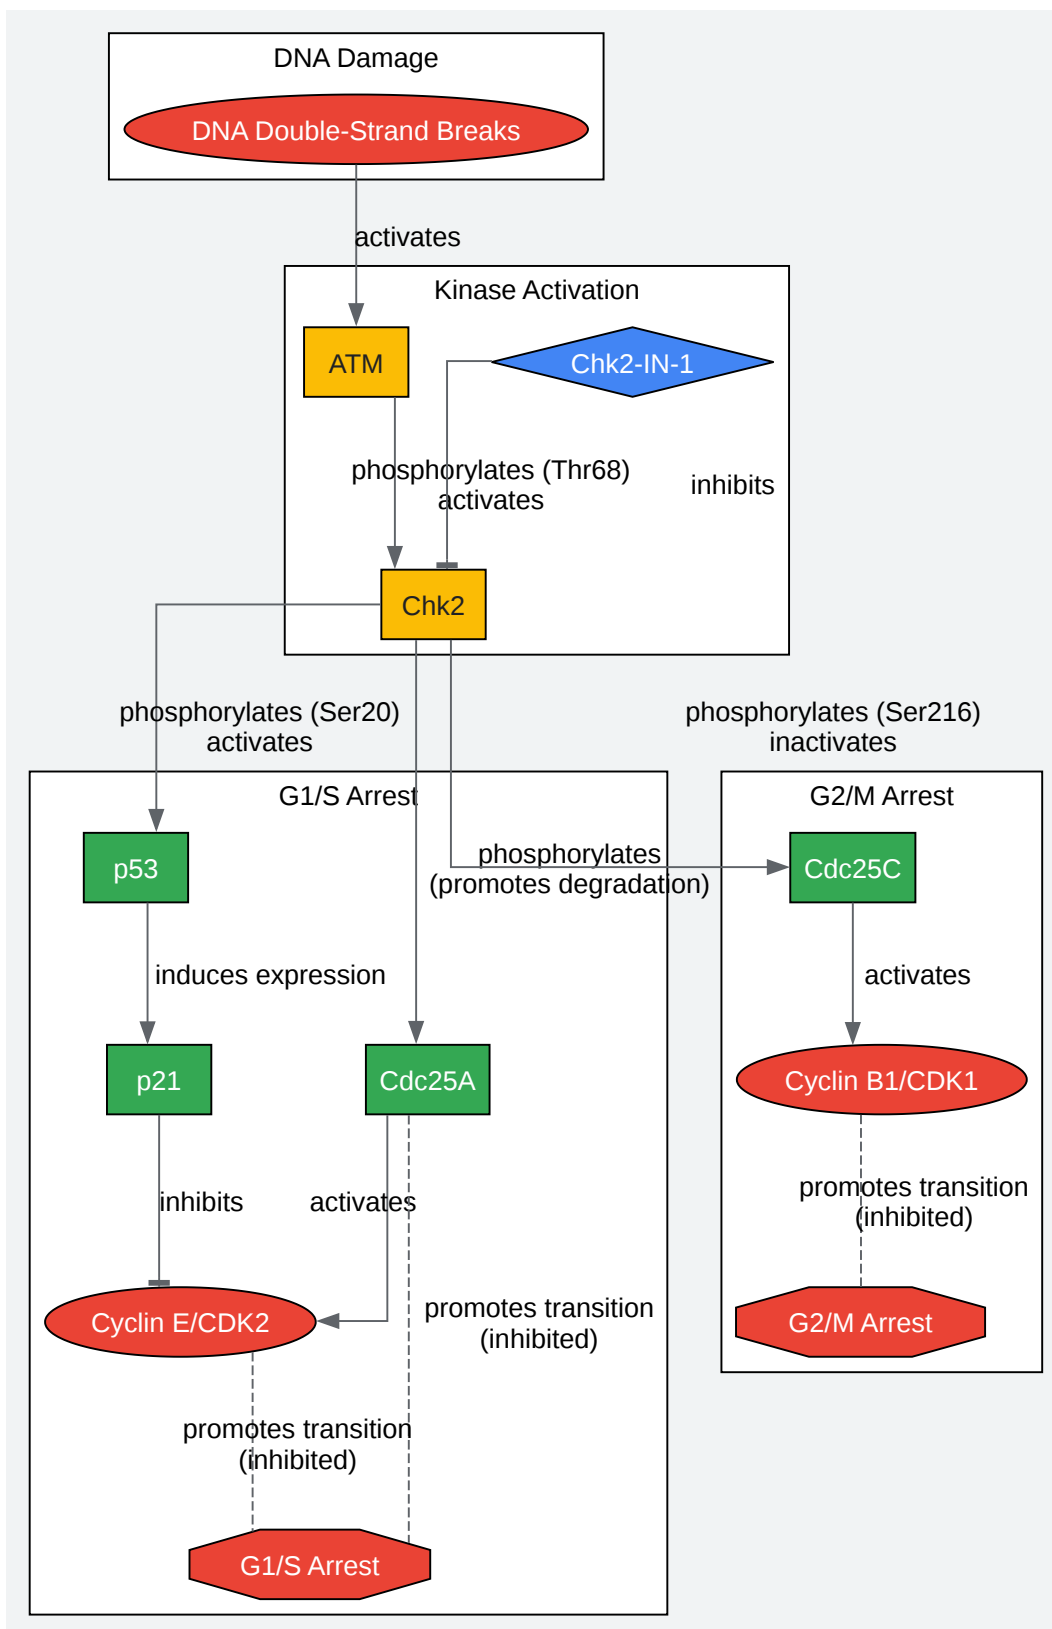 DNA Damage
DNA Double-Strand Breaks
activates
Kinase Activation
ATM
Chk2-IN-1
phosphorylates (Thr68)
activates
inhibits
Chk2
phosphorylates (Ser20)
activates
phosphorylates (Ser216)
inactivates
G1/S Arrest
G2/M Arrest
p53
phosphorylates
(promotes degradation)
Cdc25C
induces expression
activates
p21
Cdc25A
Cyclin B1/CDK1
inhibits
activates
promotes transition
(inhibited)
Cyclin E/CDK2
promotes transition
(inhibited)
G2/M Arrest
promotes transition
(inhibited)
G1/S Arrest